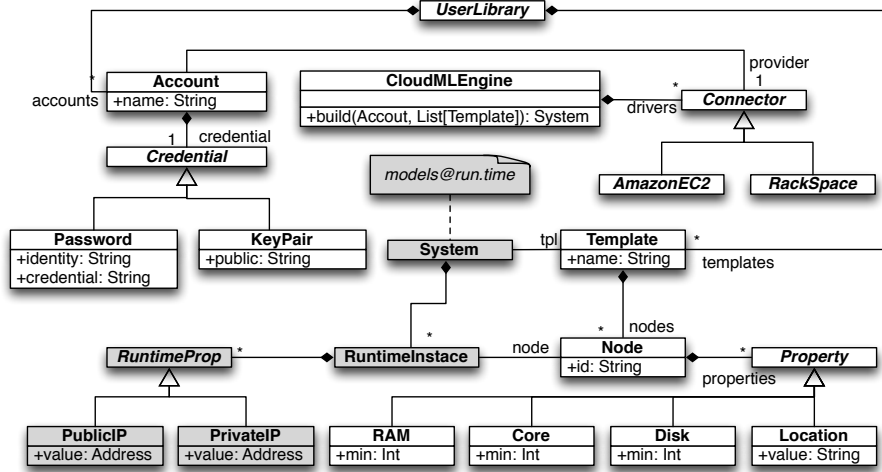 UserLibrary
provider
*
accounts
Account
+name: String
CloudMLEngine
+build(Accout, List[Template]): System
*
drivers
1
Connector
1
credential
Credential
models@run.time
AmazonEC2
RackSpace
Password
+identity: String
+credential: String
KeyPair
+public: String
System
tpl
Template
+name: String
*
templates
*
*
nodes
RuntimeProp
*
RuntimeInstace
node
Node
+id: String
*
properties
Property
PublicIP
+value: Address
PrivateIP
+value: Address
RAM
+min: Int
Core
+min: Int
Disk
+min: Int
Location
+value: String